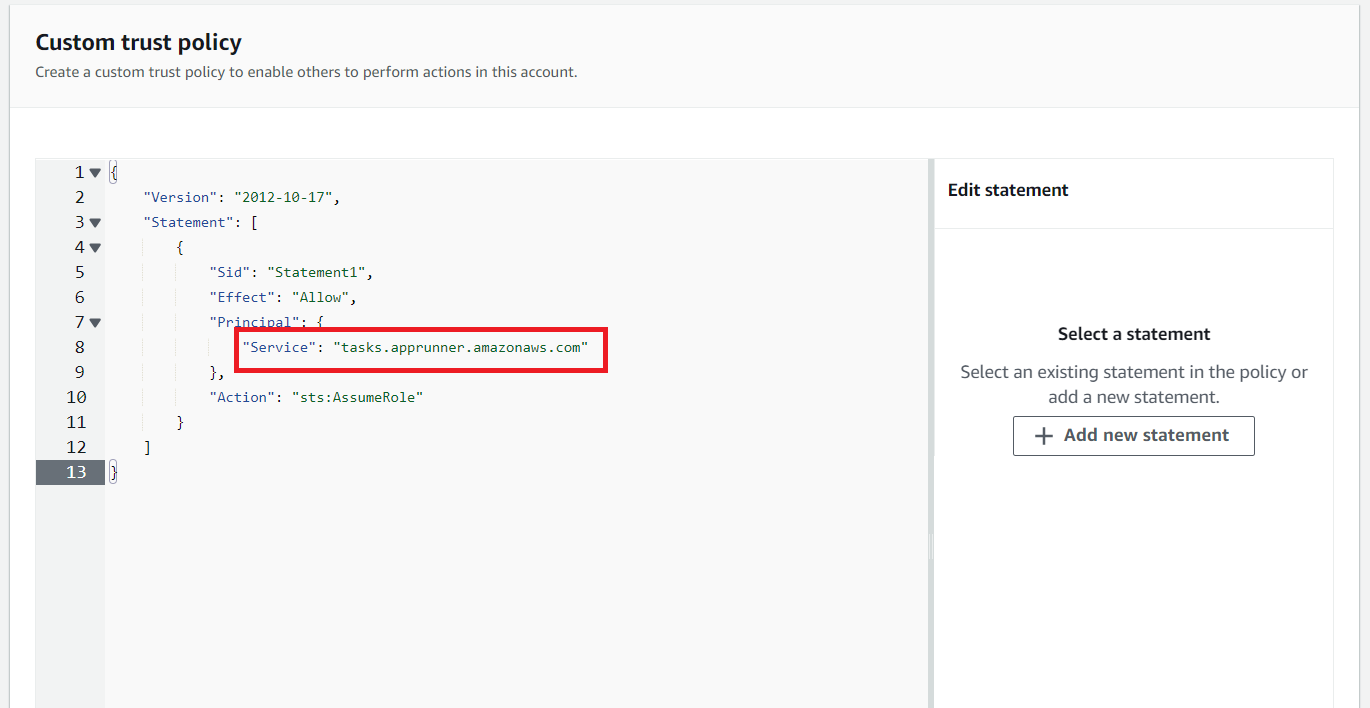 Custom trust policy
Create a custom trust policy to enable others to perform actions in this account.
1 {
2 "Version": "2012-10-17",
3 "Statement": [
4 {
5 "Sid": "Statement1",
6 "Effect": "Allow",
7 "Principal": {
8 "Service": "tasks.apprunner.amazonaws.com"
9 },
10 "Action": "sts:AssumeRole"
11 }
12 ]
13 }
Edit statement
Select a statement
Select an existing statement in the policy or
add a new statement.
+ Add new statement